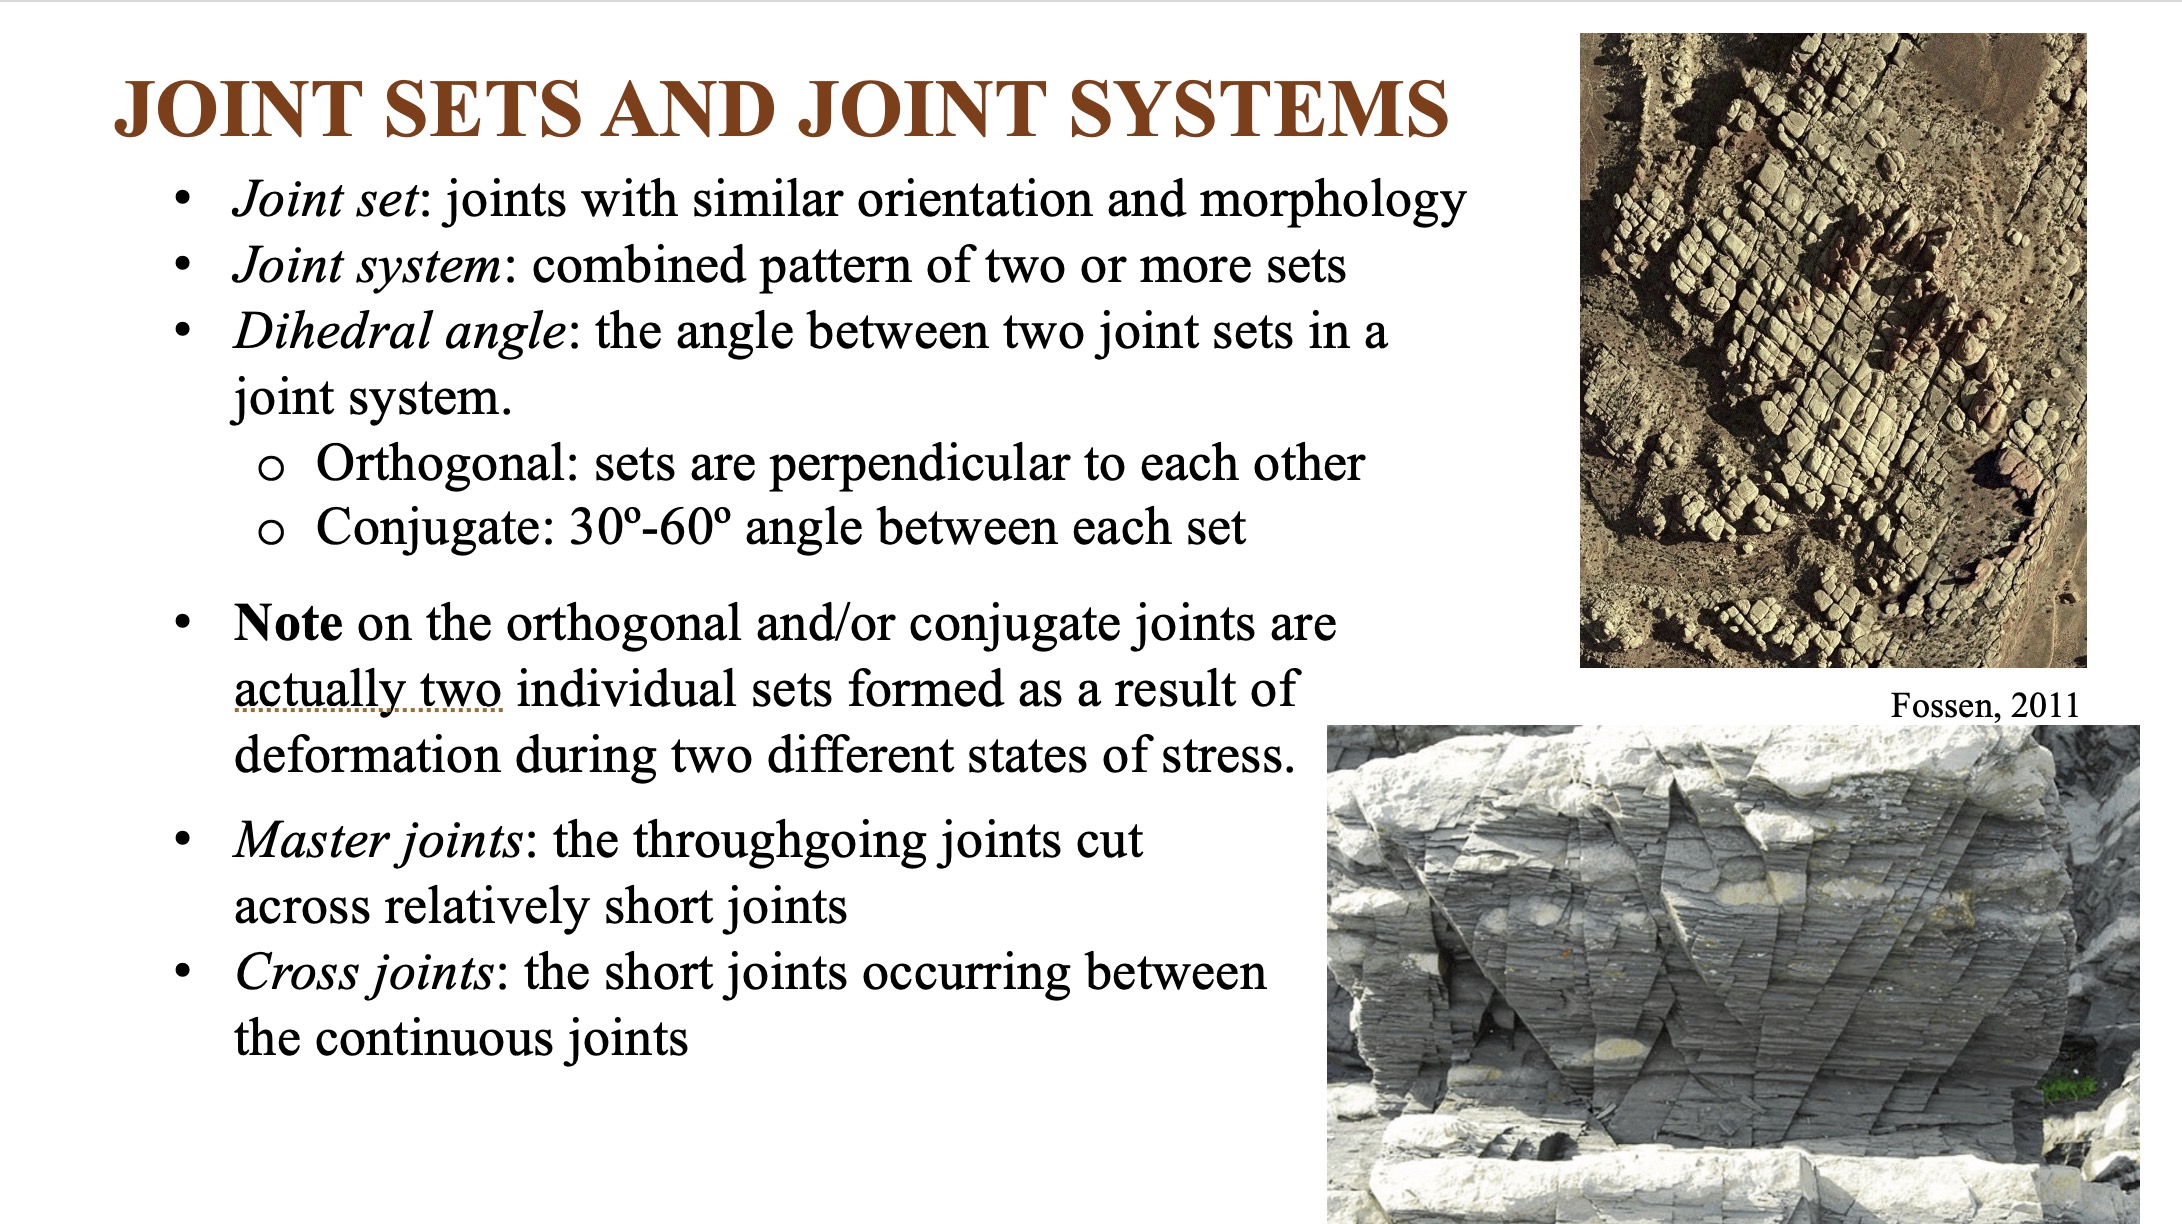 JOINT SETS AND JOINT SYSTEMS
• Joint set: joints with similar orientation and morphology
• Joint system: combined pattern of two or more sets
• Dihedral angle: the angle between two joint sets in a
joint system.
o Orthogonal: sets are perpendicular to each other
o Conjugate: 30º-60º angle between each set
• Note on the orthogonal and/or conjugate joints are
actually two individual sets formed as a result of
deformation during two different states of stress.
• Master joints: the throughgoing joints cut
across relatively short joints
• Cross joints: the short joints occurring between
the continuous joints
Fossen, 2011